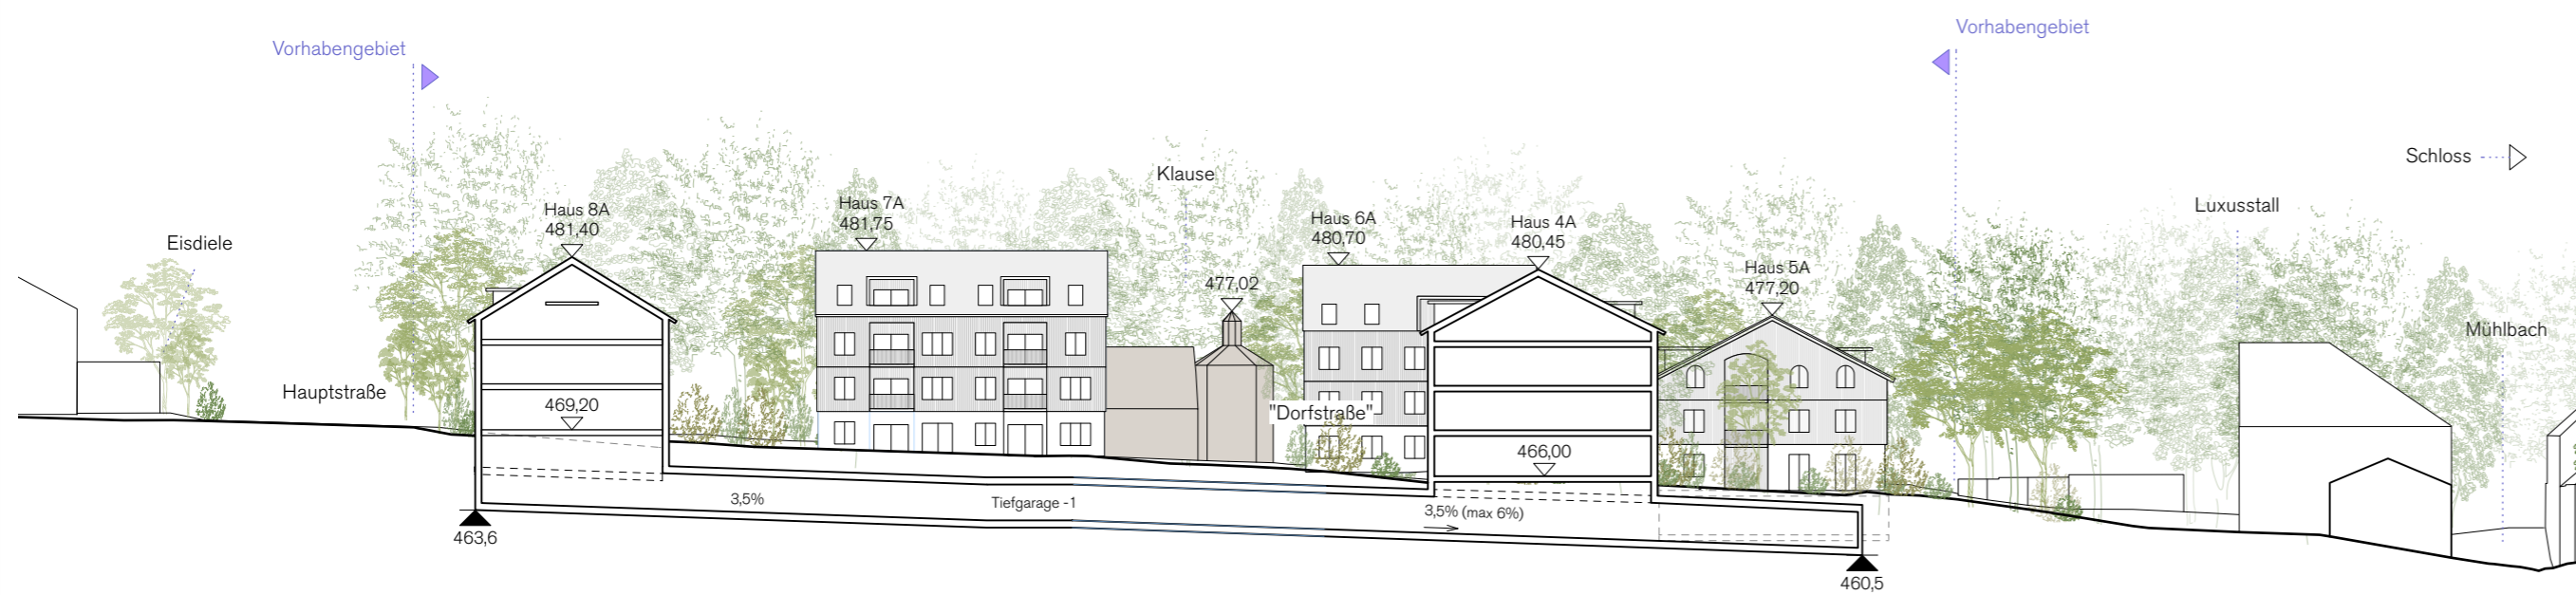 Vorhabengebiet
Vorhabengebiet
Schloss
Klause
Haus 7A
481,75
Haus 8A
481,40
Haus 6A
480,70
Haus 4A
480,45
Luxusstall
Eisdiele
Haus 5A
477,20
477,02
Mühlbach
Hauptstraße
469,20
"Dorfstraße"
466,00
3,5%
Tiefgarage -1
3,5% (max 6%)
463,6
460,5